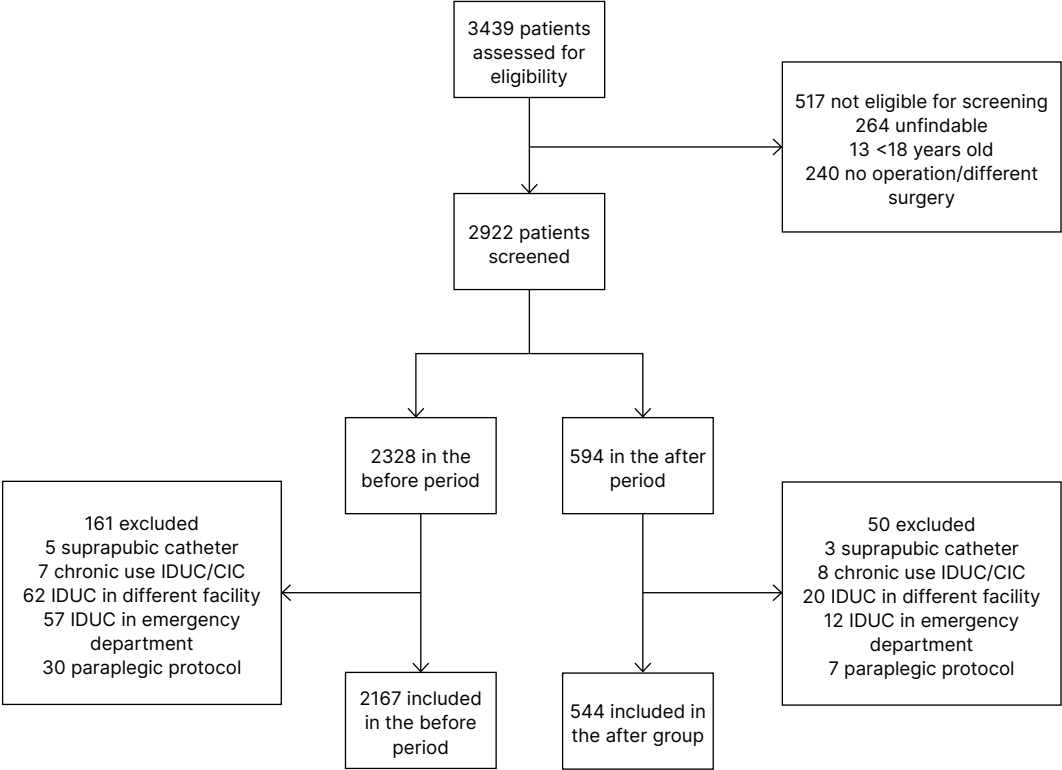 3439 patients
assessed for
eligibility
517 not eligible for screening
264 unfindable
13 <18 years old
240 no operation/different
surgery
2922 patients
screened
2328 in the
before period
594 in the after
period
161 excluded
5 suprapubic catheter
7 chronic use IDUC/CIC
62 IDUC in different facility
57 IDUC in emergency
department
30 paraplegic protocol
50 excluded
3 suprapubic catheter
8 chronic use IDUC/CIC
20 IDUC in different facility
12 IDUC in emergency
department
7 paraplegic protocol
2167 included
in the before
period
544 included in
the after group